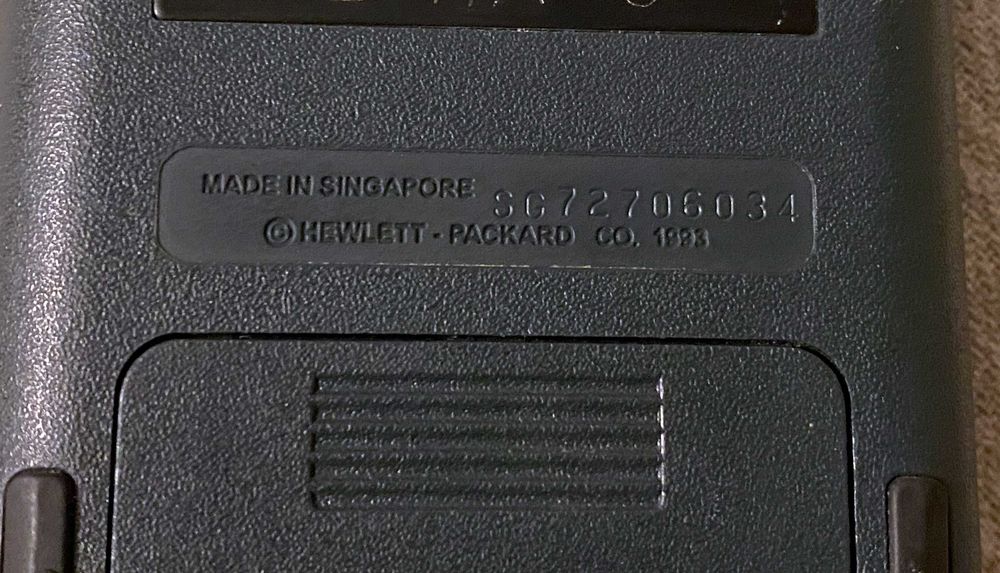 MADE IN SINGAPORE SG72706034
©HEWLETT-PACKARD CO. 1993